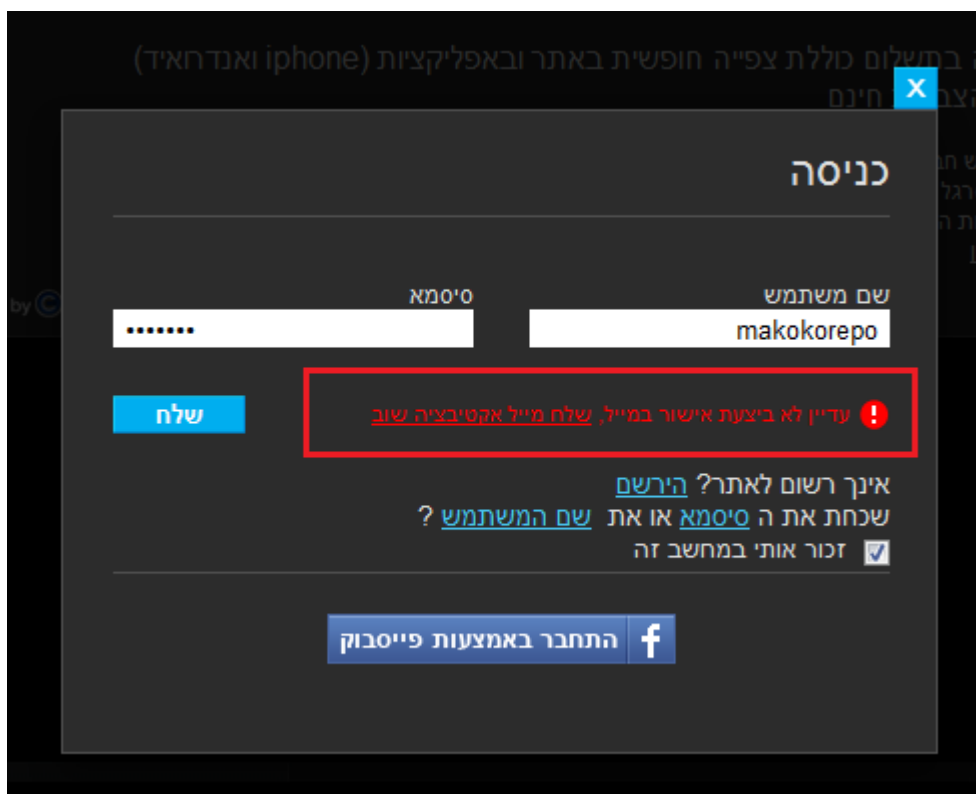 בתשלום כוללת צפייה חופשית באתר ובאפליקציות (iphone ואנדרואיד)
חינם
X
כניסה
שם משתמש
סיסמא
makokorepo
•••••••
עדיין לא ביצעת אישור במייל, שלח מייל אקטיבציה שוב
שלח
אינך רשום לאתר? הירשם
שכחת את ה סיסמא או את שם המשתמש ?
זכור אותי במחשב זה
התחבר באמצעות פייסבוק
by